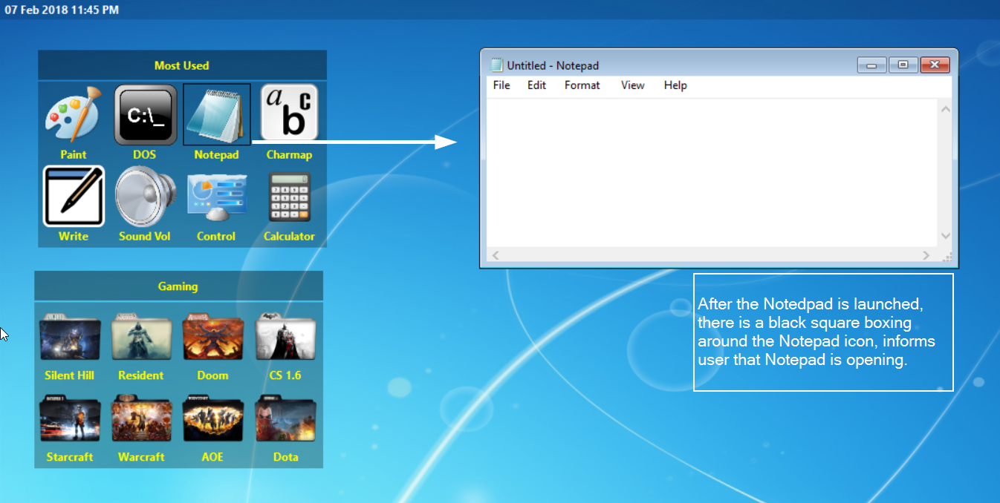 07 Feb 2018 11:45 PM
Most Used
C:\_
a b c
Paint DOS Notepad Charmap
Write Sound Vol Control Calculator
Gaming
Silent Hill Resident Doom CS 1.6
Starcraft Warcraft AOE Dota
Untitled - Notepad
File Edit Format View Help
After the Notedpad is launched,
there is a black square boxing
around the Notepad icon, informs
user that Notepad is opening.